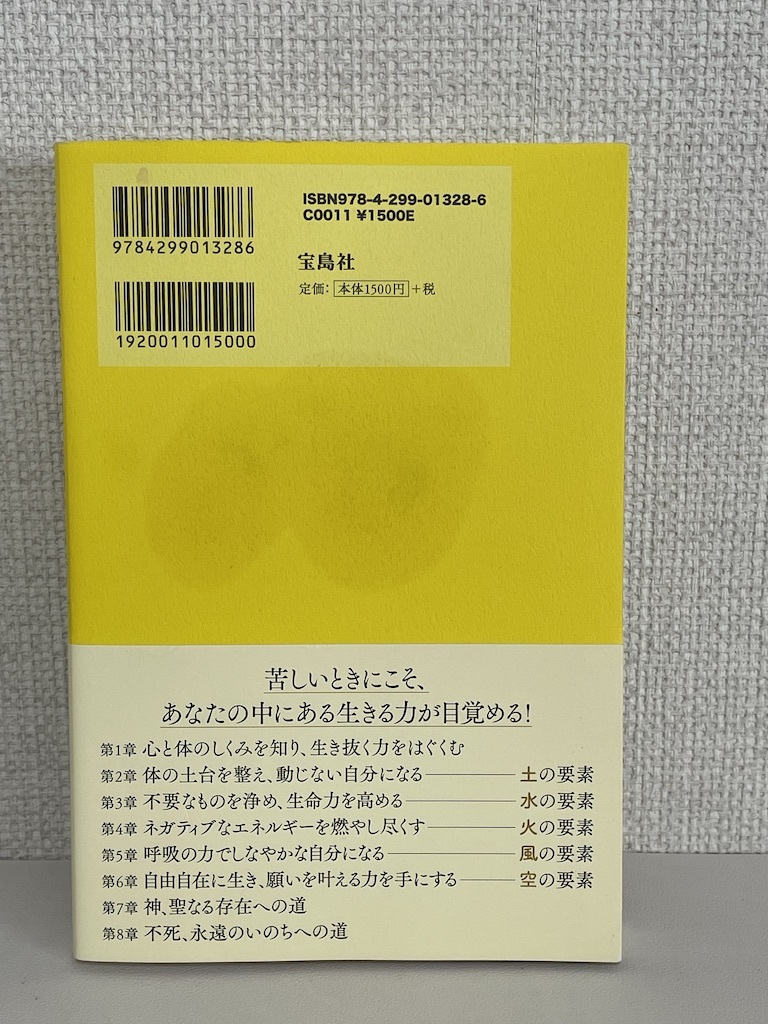 9784299013286
ISBN978-4-299-01328-6
C0011 ¥1500E
宝島社
定価: 本体1500円+税
1920011015000
苦しいときにこそ、
あなたの中にある生きる力が目覚める!
第1章 心と体のしくみを知り、生き抜く力をはぐくむ
第2章 体の土台を整え、動じない自分になる――土の要素
第3章 不要なものを浄め、生命力を高める――水の要素
第4章 ネガティブなエネルギーを燃やし尽くす――火の要素
第5章 呼吸の力でしなやかな自分になる――風の要素
第6章 自由自在に生き、願いを叶える力を手にする――空の要素
第7章 神、聖なる存在への道
第8章 不死、永遠のいのちへの道